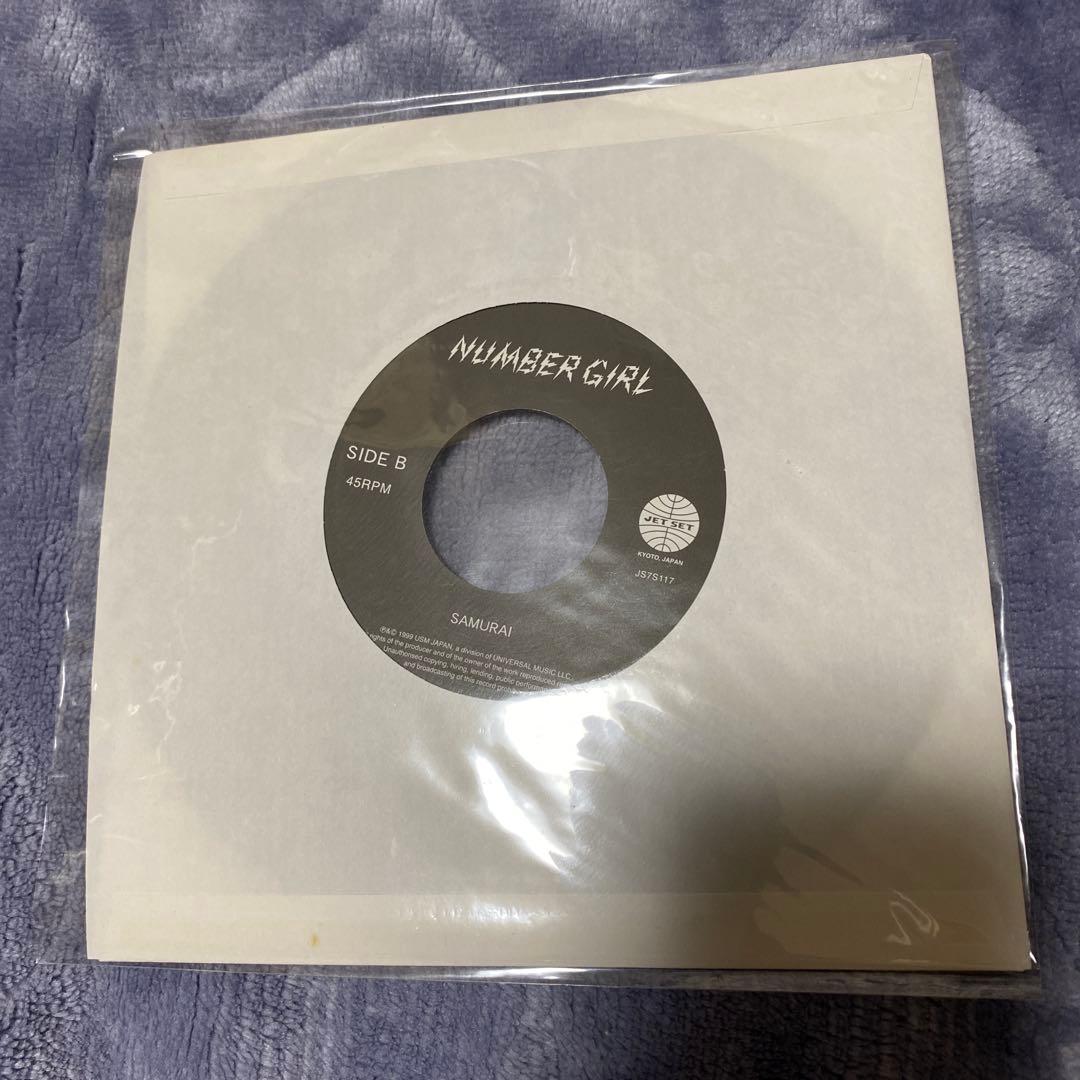 NUMBER GIRL
SIDE B
45RPM
JET SET
KYOTO, JAPAN
JS7S117
SAMURAI
℗&© 1999 USM JAPAN, a division of UNIVERSAL MUSIC LLC.
rights of the producer and of the owner of the work reproduced
Unauthorised copying, hiring, lending, public
and broadcasting of this record